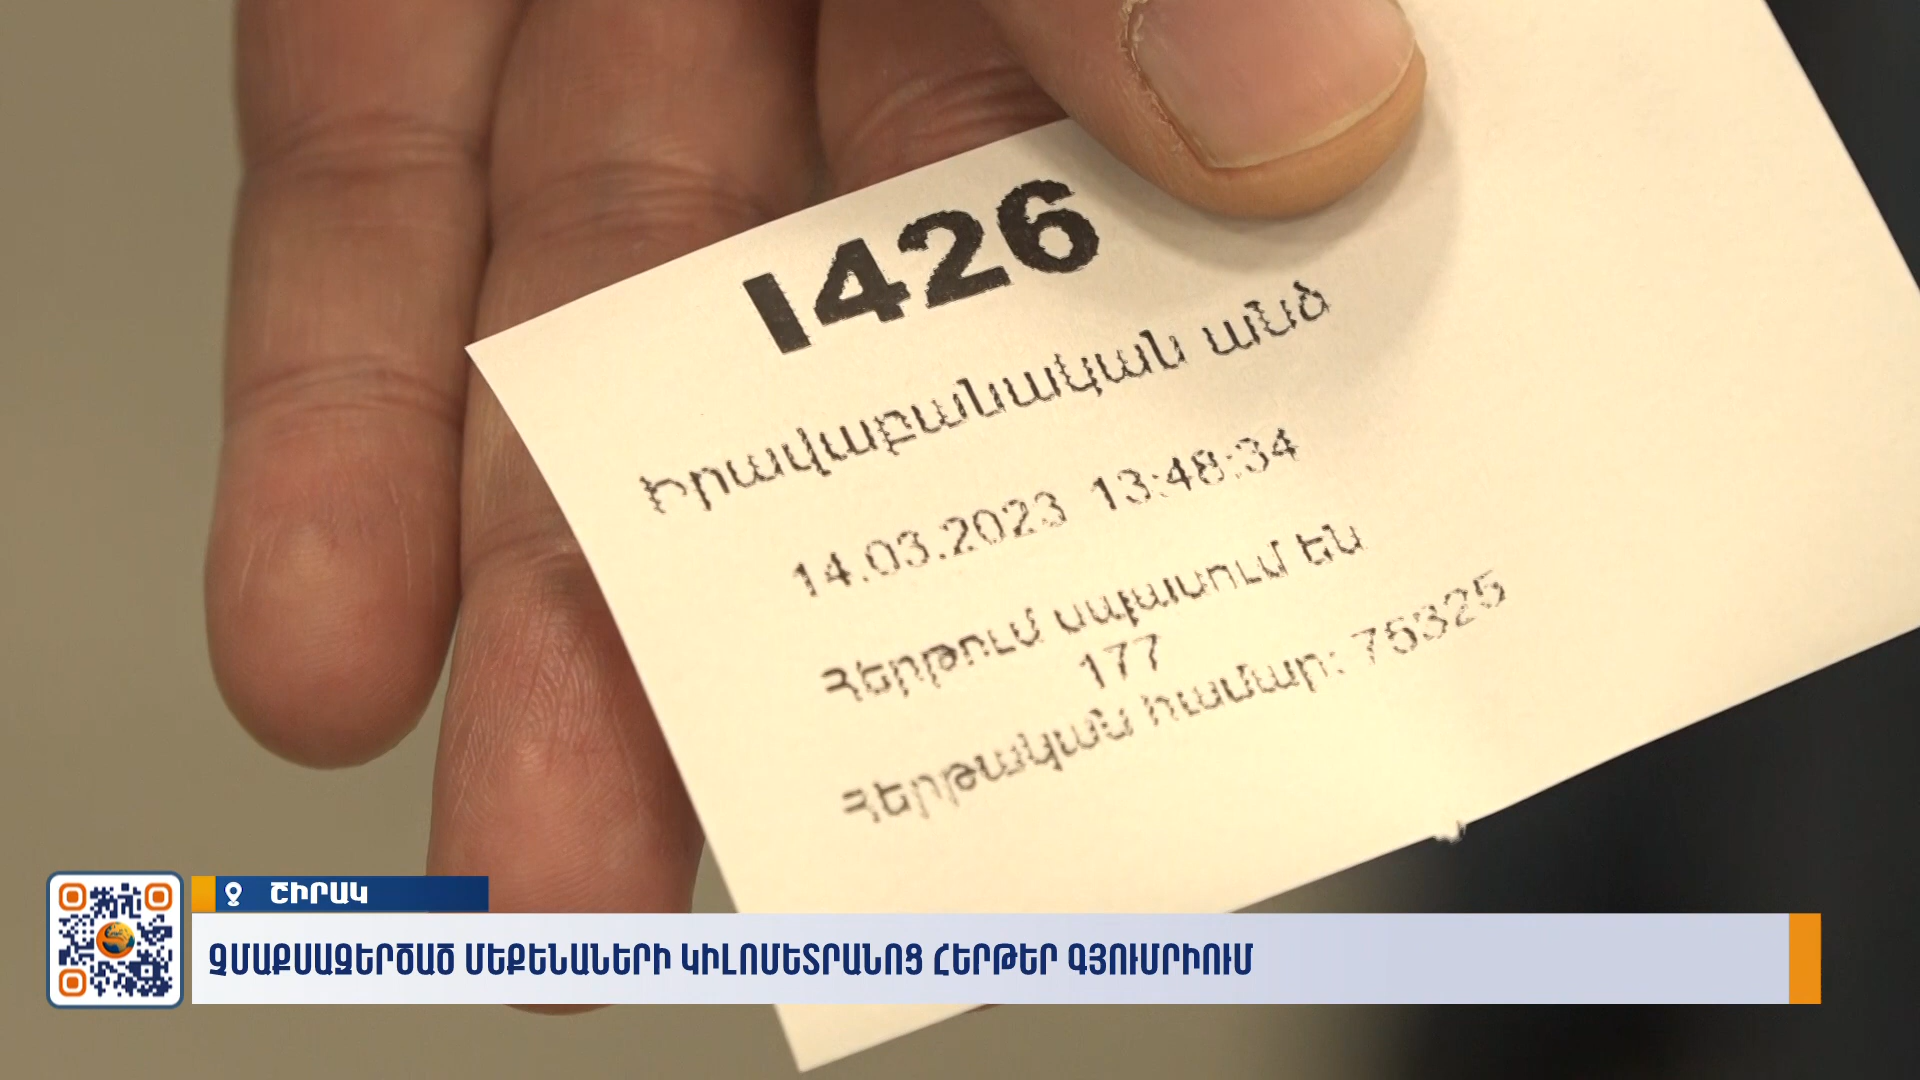 1426
Իրավաբանական անձ
14.03.2023 13:48:34
Հերթում սպասում են
177
Հերթական համար: 75325
ՇԻՐԱԿ
ՉՄԱՔՍԱԶԵՐԾԱԾ ՄԵՔԵՆԱՆԵՐԻ ԿԻԼՈՄԵՏՐԱՆՈՑ ՀԵՐԹԵՐ ԳՅՈՒՄՐԻՈՒՄ